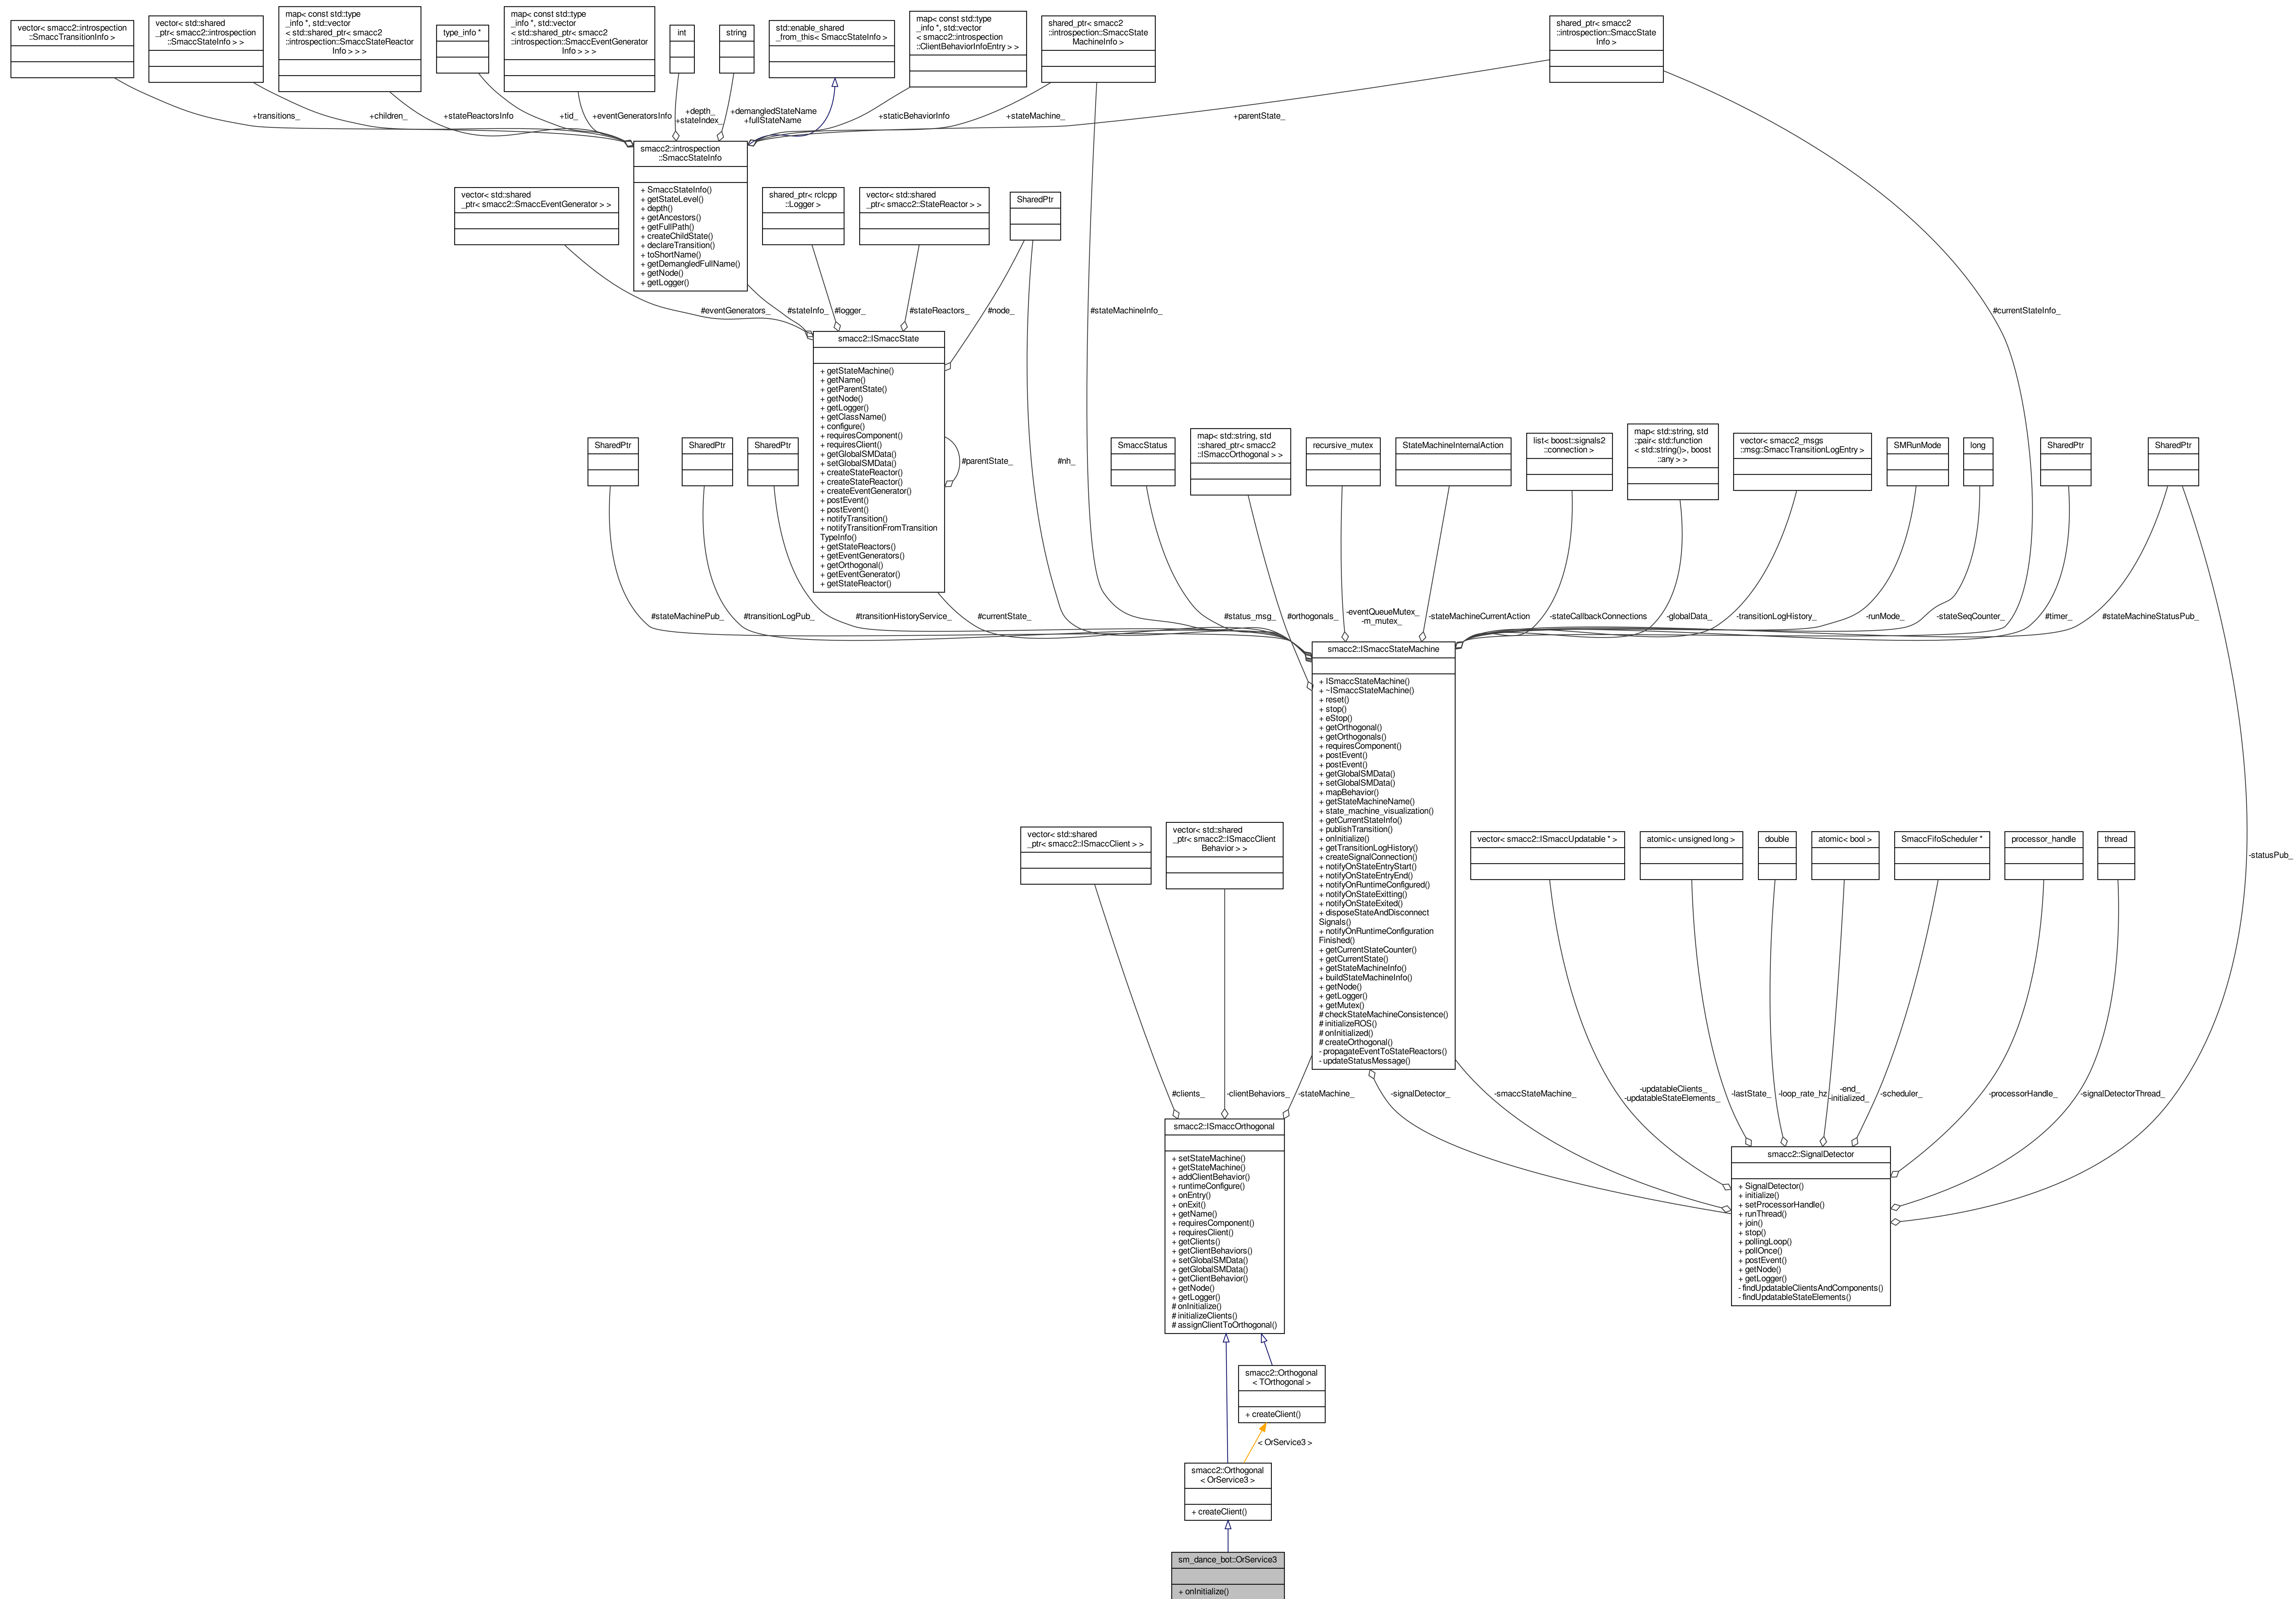 vector< smacc2::introspection
::SmaccTransitionInfo >
vector< std::shared
_ptr< smacc2::introspection
::SmaccStateInfo > >
map< const std::type
_info *, std::vector
< std::shared_ptr< smacc2
::introspection::SmaccStateReactor
Info > > >
type_info *
map< const std::type
_info *, std::vector
< std::shared_ptr< smacc2
::introspection::SmaccEventGenerator
Info > > >
int
string
std::enable_shared
_from_this< SmaccStateInfo >
map< const std::type
_info *, std::vector
< smacc2::introspection
::ClientBehaviorInfoEntry > >
shared_ptr< smacc2
::introspection::SmaccState
MachineInfo >
shared_ptr< smacc2
::introspection::SmaccState
Info >
+transitions_
+children_
+stateReactorsInfo
+tid_
+eventGeneratorsInfo
+depth_
+stateIndex_
+demangledStateName
+fullStateName
+staticBehaviorInfo
+stateMachine_
+parentState_
smacc2::introspection
::SmaccStateInfo
+ SmaccStateInfo()
+ getStateLevel()
+ depth()
+ getAncestors()
+ getFullPath()
+ createChildState()
+ declareTransition()
+ toShortName()
+ getDemangledFullName()
+ getNode()
+ getLogger()
vector< std::shared
_ptr< smacc2::SmaccEventGenerator > >
shared_ptr< rclcpp
::Logger >
vector< std::shared
_ptr< smacc2::StateReactor > >
SharedPtr
#eventGenerators_
#stateInfo_
#logger_
#stateReactors_
#node_
#stateMachineInfo_
#currentStateInfo_
smacc2::ISmaccState
+ getStateMachine()
+ getName()
+ getParentState()
+ getNode()
+ getLogger()
+ getClassName()
+ configure()
+ requiresComponent()
+ requiresClient()
+ getGlobalSMData()
+ setGlobalSMData()
+ createStateReactor()
+ createStateReactor()
+ createEventGenerator()
+ postEvent()
+ postEvent()
+ notifyTransition()
+ notifyTransitionFromTransition
TypeInfo()
+ getStateReactors()
+ getEventGenerators()
+ getOrthogonal()
+ getEventGenerator()
+ getStateReactor()
#parentState_
#nh_
SharedPtr
SharedPtr
SharedPtr
SmaccStatus
map< std::string, std
::shared_ptr< smacc2
::ISmaccOrthogonal > >
recursive_mutex
StateMachineInternalAction
list< boost::signals2
::connection >
map< std::string, std
::pair< std::function
< std::string()>, boost
::any > >
vector< smacc2_msgs
::msg::SmaccTransitionLogEntry >
SMRunMode
long
SharedPtr
SharedPtr
#stateMachinePub_
#transitionLogPub_
#transitionHistoryService_
#currentState_
#status_msg_
#orthogonals_
-eventQueueMutex_
-m_mutex_
-stateMachineCurrentAction
-stateCallbackConnections
-globalData_
-transitionLogHistory_
-runMode_
-stateSeqCounter_
#timer_
#stateMachineStatusPub_
smacc2::ISmaccStateMachine
+ ISmaccStateMachine()
+ ~ISmaccStateMachine()
+ reset()
+ stop()
+ eStop()
+ getOrthogonal()
+ getOrthogonals()
+ requiresComponent()
+ postEvent()
+ postEvent()
+ getGlobalSMData()
+ setGlobalSMData()
+ mapBehavior()
+ getStateMachineName()
+ state_machine_visualization()
+ getCurrentStateInfo()
+ publishTransition()
+ onInitialize()
+ getTransitionLogHistory()
+ createSignalConnection()
+ notifyOnStateEntryStart()
+ notifyOnStateEntryEnd()
+ notifyOnRuntimeConfigured()
+ notifyOnStateExitting()
+ notifyOnStateExited()
+ disposeStateAndDisconnect
Signals()
+ notifyOnRuntimeConfiguration
Finished()
+ getCurrentStateCounter()
+ getCurrentState()
+ getStateMachineInfo()
+ buildStateMachineInfo()
+ getNode()
+ getLogger()
+ getMutex()
# checkStateMachineConsistence()
# initializeROS()
# onInitialized()
# createOrthogonal()
- propagateEventToStateReactors()
- updateStatusMessage()
vector< std::shared
_ptr< smacc2::ISmaccClient > >
vector< std::shared
_ptr< smacc2::ISmaccClient
Behavior > >
vector< smacc2::ISmaccUpdatable * >
atomic< unsigned long >
double
atomic< bool >
SmaccFifoScheduler *
processor_handle
thread
-statusPub_
#clients_
-clientBehaviors_
-stateMachine_
-signalDetector_
-smaccStateMachine_
-updatableClients_
-updatableStateElements_
-lastState_
-loop_rate_hz
-end_
-initialized_
-scheduler_
-processorHandle_
-signalDetectorThread_
smacc2::ISmaccOrthogonal
+ setStateMachine()
+ getStateMachine()
+ addClientBehavior()
+ runtimeConfigure()
+ onEntry()
+ onExit()
+ getName()
+ requiresComponent()
+ requiresClient()
+ getClients()
+ getClientBehaviors()
+ setGlobalSMData()
+ getGlobalSMData()
+ getClientBehavior()
+ getNode()
+ getLogger()
# onInitialize()
# initializeClients()
# assignClientToOrthogonal()
smacc2::SignalDetector
+ SignalDetector()
+ initialize()
+ setProcessorHandle()
+ runThread()
+ join()
+ stop()
+ pollingLoop()
+ pollOnce()
+ postEvent()
+ getNode()
+ getLogger()
- findUpdatableClientsAndComponents()
- findUpdatableStateElements()
smacc2::Orthogonal
< TOrthogonal >
+ createClient()
< OrService3 >
smacc2::Orthogonal
< OrService3 >
+ createClient()
sm_dance_bot::OrService3
+ onInitialize()